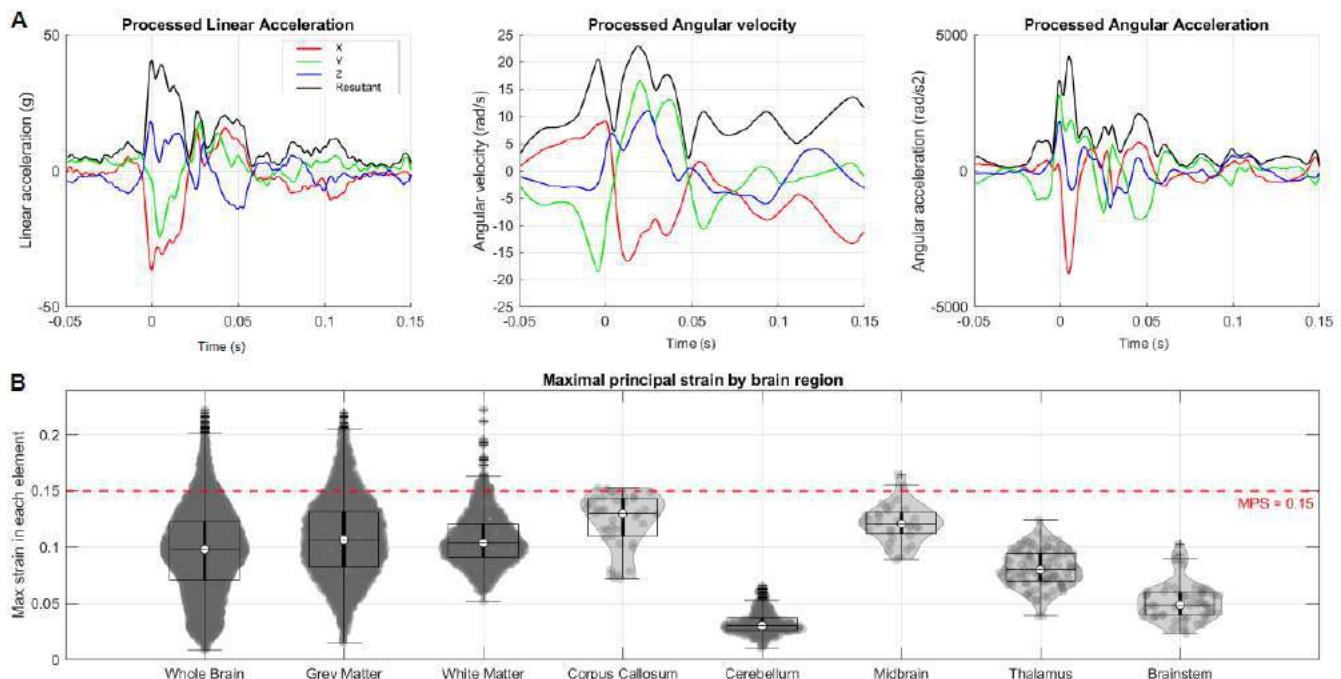 A
Processed Linear Acceleration
50
0
-50
Linear acceleration (g)
X
Y
Z
Resultant
-0.05 0 0.05 0.1 0.15
Time (s)
Processed Angular velocity
25
20
15
10
5
0
-5
-10
-15
-20
-25
Angular velocity (rad/s)
-0.05 0 0.05 0.1 0.15
Time (s)
Processed Angular Acceleration
5000
0
-5000
Angular acceleration (rad/s2)
-0.05 0 0.05 0.1 0.15
Time (s)
B
Maximal principal strain by brain region
Max strain in each element
0.2
0.15
0.1
0.05
0
MPS = 0.15
Whole Brain Grey Matter White Matter Corpus Callosum Cerebellum Midbrain Thalamus Brainstem